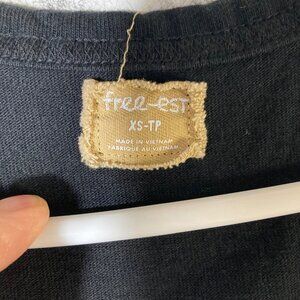 free-est
XS-TP
MADE IN VIETNAM
FABRIQUÉ AU VIETNAM